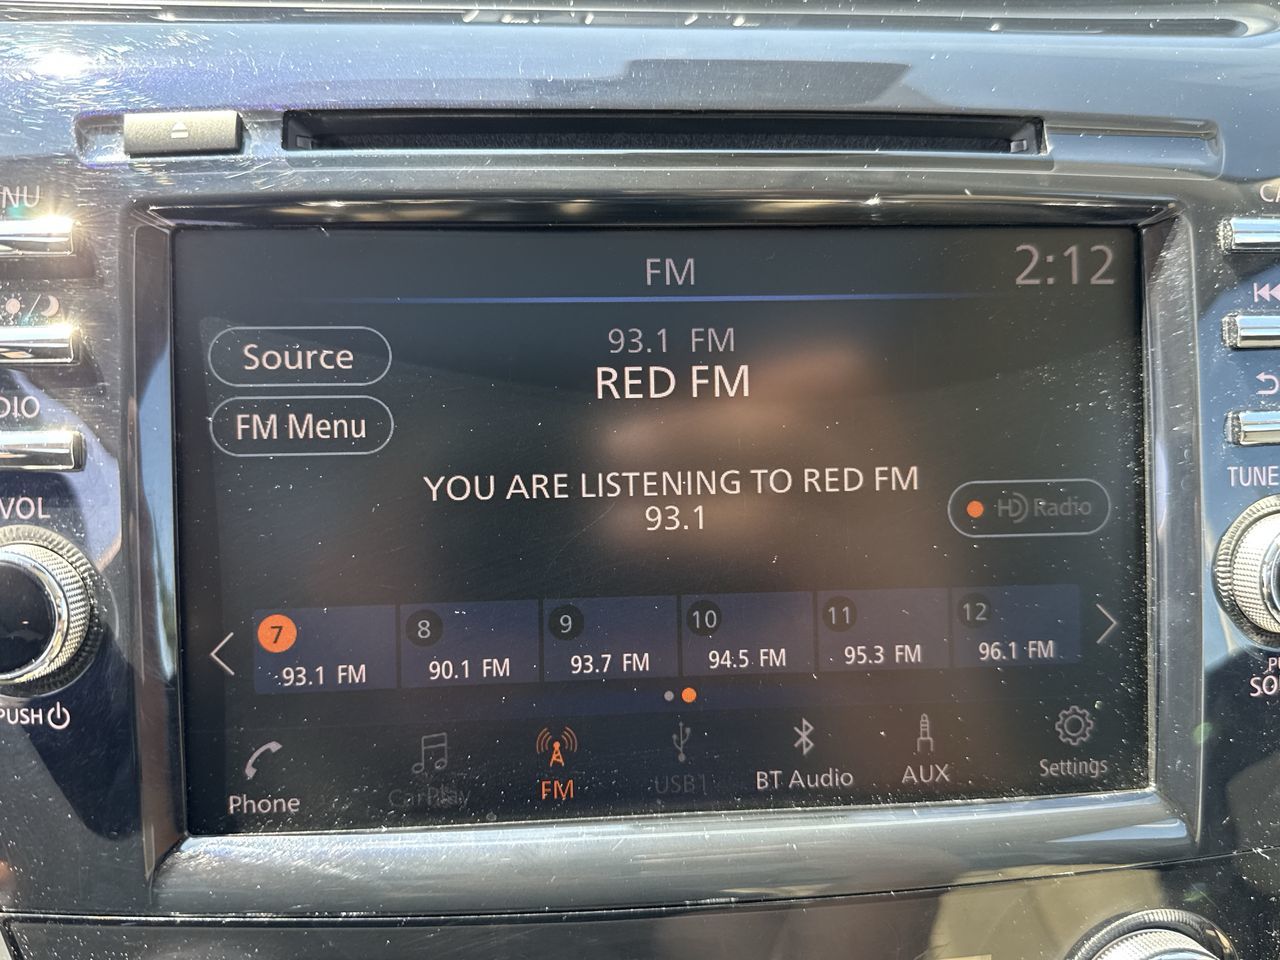 FM
2:12
93.1 FM
RED FM
Source
FM Menu
YOU ARE LISTENING TO RED FM
93.1
HD Radio
7
93.1 FM
8
90.1 FM
9
93.7 FM
10
94.5 FM
11
95.3 FM
12
96.1 FM
Phone
CarPlay
FM
USB1
BT Audio
AUX
Settings
NU
DIO
VOL
PUSH
TUNE